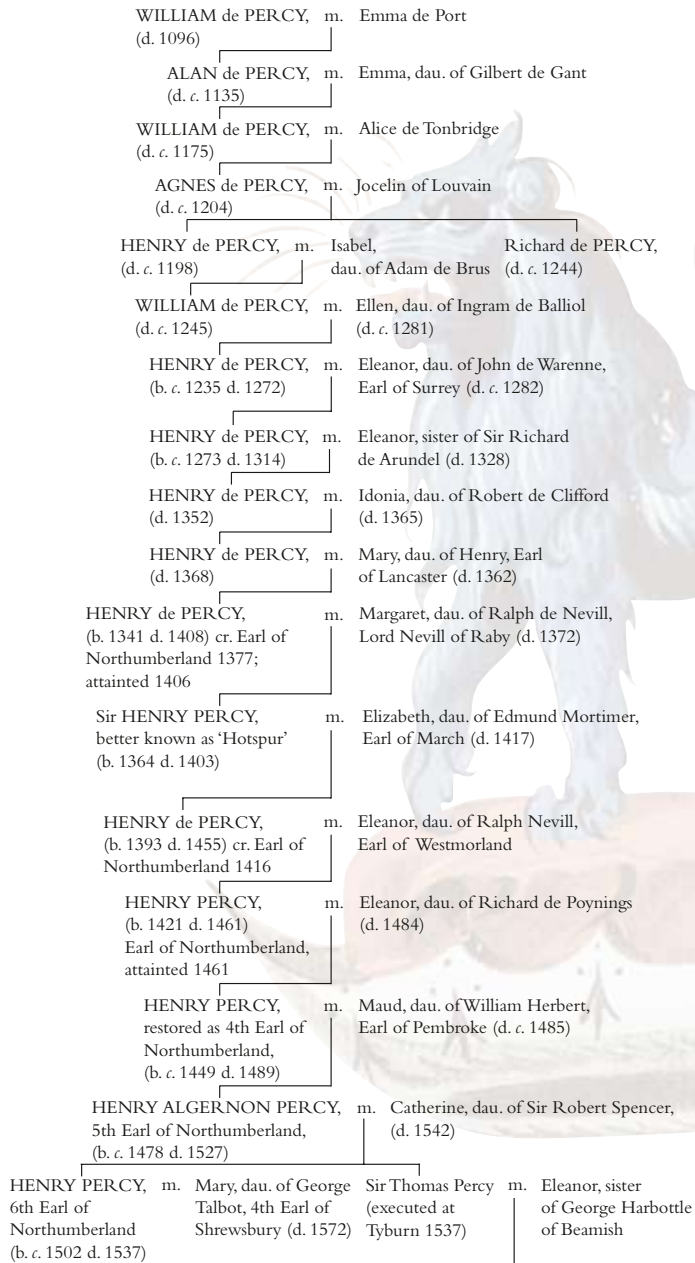 WILLIAM de PERCY, m. Emma de Port
(d. 1096)
ALAN de PERCY, m. Emma, dau. of Gilbert de Gant
(d. c. 1135)
WILLIAM de PERCY, m. Alice de Tonbridge
(d. c. 1175)
AGNES de PERCY, m. Jocelin of Louvain
(d. c. 1204)
HENRY de PERCY, m. Isabel, Richard de PERCY,
(d. c. 1198) dau. of Adam de Brus (d. c. 1244)
WILLIAM de PERCY, m. Ellen, dau. of Ingram de Balliol
(d. c. 1245) (d. c. 1281)
HENRY de PERCY, m. Eleanor, dau. of John de Warenne,
(b. c. 1235 d. 1272) Earl of Surrey (d. c. 1282)
HENRY de PERCY, m. Eleanor, sister of Sir Richard
(b. c. 1273 d. 1314) de Arundel (d. 1328)
HENRY de PERCY, m. Idonia, dau. of Robert de Clifford
(d. 1352) (d. 1365)
HENRY de PERCY, m. Mary, dau. of Henry, Earl
(d. 1368) of Lancaster (d. 1362)
HENRY de PERCY, m. Margaret, dau. of Ralph de Nevill,
(b. 1341 d. 1408) cr. Earl of Lord Nevill of Raby (d. 1372)
Northumberland 1377;
attainted 1406
Sir HENRY PERCY, m. Elizabeth, dau. of Edmund Mortimer,
better known as ‘Hotspur’ Earl of March (d. 1417)
(b. 1364 d. 1403)
HENRY de PERCY, m. Eleanor, dau. of Ralph Nevill,
(b. 1393 d. 1455) cr. Earl of Earl of Westmorland
Northumberland 1416
HENRY PERCY, m. Eleanor, dau. of Richard de Poynings
(b. 1421 d. 1461) (d. 1484)
Earl of Northumberland,
attainted 1461
HENRY PERCY, m. Maud, dau. of William Herbert,
restored as 4th Earl of Earl of Pembroke (d. c. 1485)
Northumberland,
(b. c. 1449 d. 1489)
HENRY ALGERNON PERCY, m. Catherine, dau. of Sir Robert Spencer,
5th Earl of Northumberland, (d. 1542)
(b. c. 1478 d. 1527)
HENRY PERCY, m. Mary, dau. of George Sir Thomas Percy m. Eleanor, sister
6th Earl of Talbot, 4th Earl of (executed at of George Harbottle
Northumberland Shrewsbury (d. 1572) Tyburn 1537) of Beamish
(b. c. 1502 d. 1537)